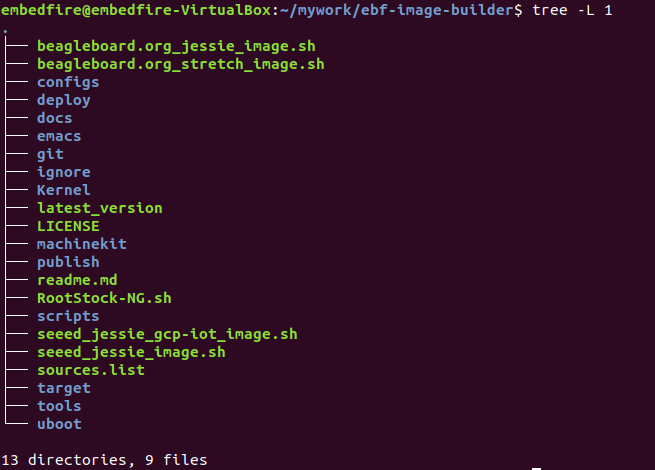 embedfire@embedfire-VirtualBox:~/mywork/ebf-image-builder$ tree -L 1
.
├── beagleboard.org_jessie_image.sh
├── beagleboard.org_stretch_image.sh
├── configs
├── deploy
├── docs
├── emacs
├── git
├── ignore
├── Kernel
├── latest_version
├── LICENSE
├── machinekit
├── publish
├── readme.md
├── RootStock-NG.sh
├── scripts
├── seeed_jessie_gcp-iot_image.sh
├── seeed_jessie_image.sh
├── sources.list
├── target
├── tools
└── uboot
13 directories, 9 files